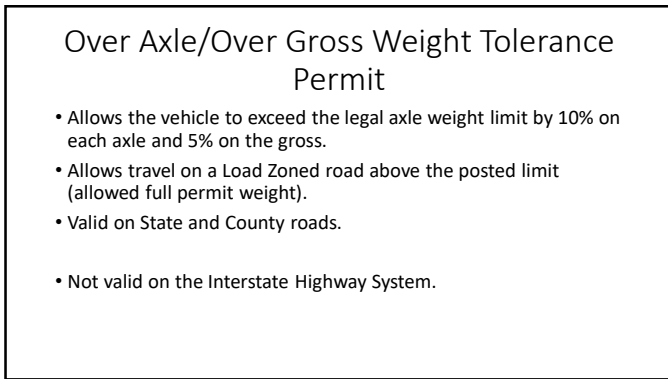 Over Axle/Over Gross Weight Tolerance
Permit
• Allows the vehicle to exceed the legal axle weight limit by 10% on
each axle and 5% on the gross.
• Allows travel on a Load Zoned road above the posted limit
(allowed full permit weight).
• Valid on State and County roads.
• Not valid on the Interstate Highway System.